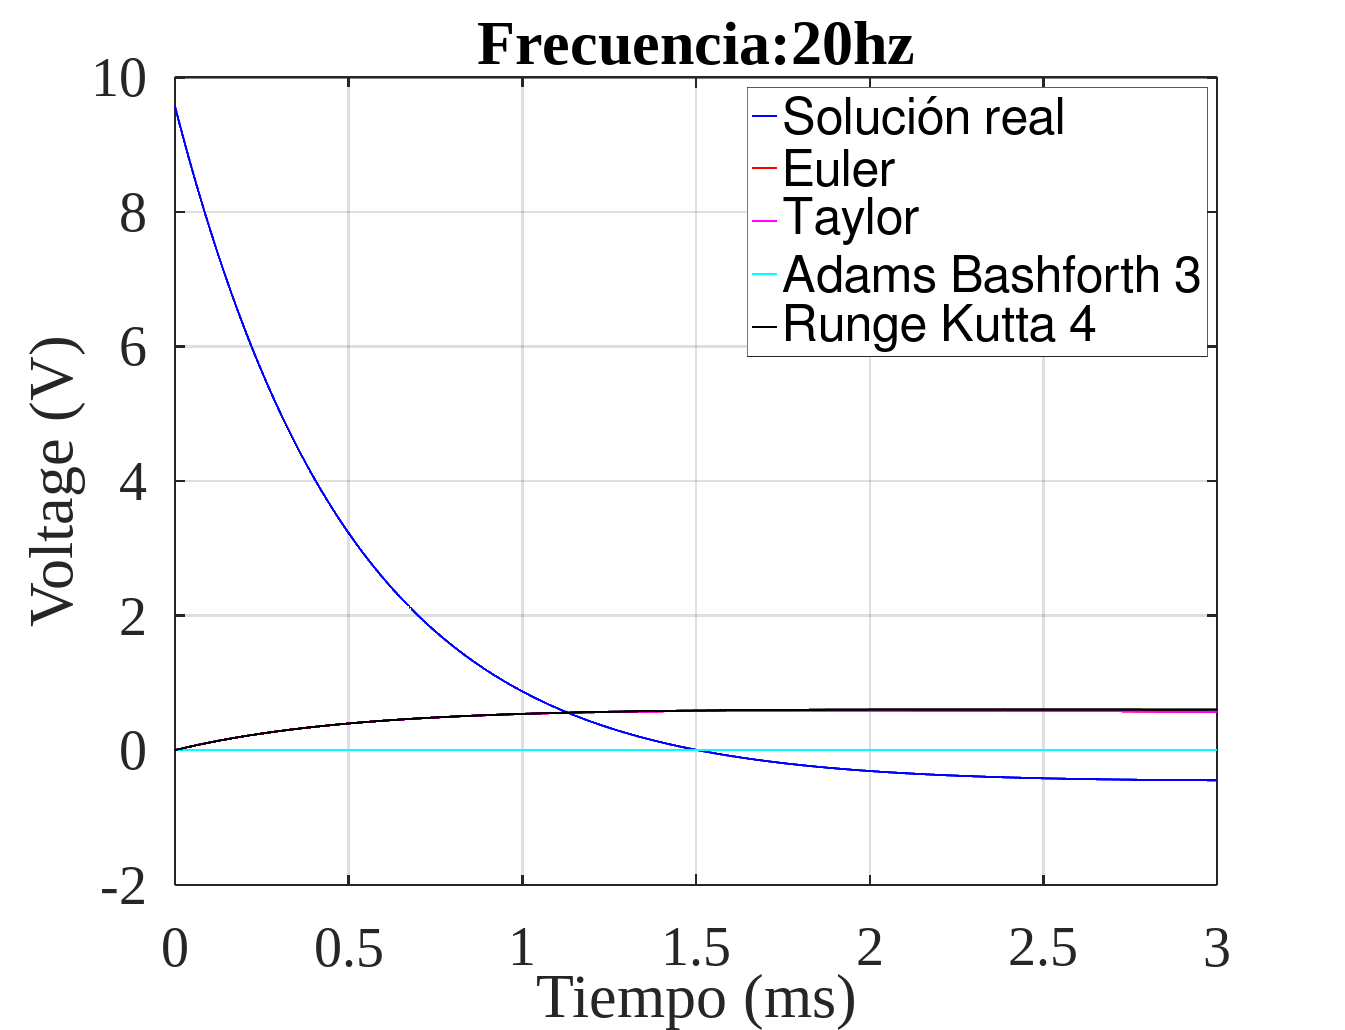 Frecuencia:20hz
10
8
6
4
2
0
-2
Voltage (V)
Solución real
Euler
Taylor
Adams Bashforth 3
Runge Kutta 4
0 0.5 1 1.5 2 2.5 3
Tiempo (ms)